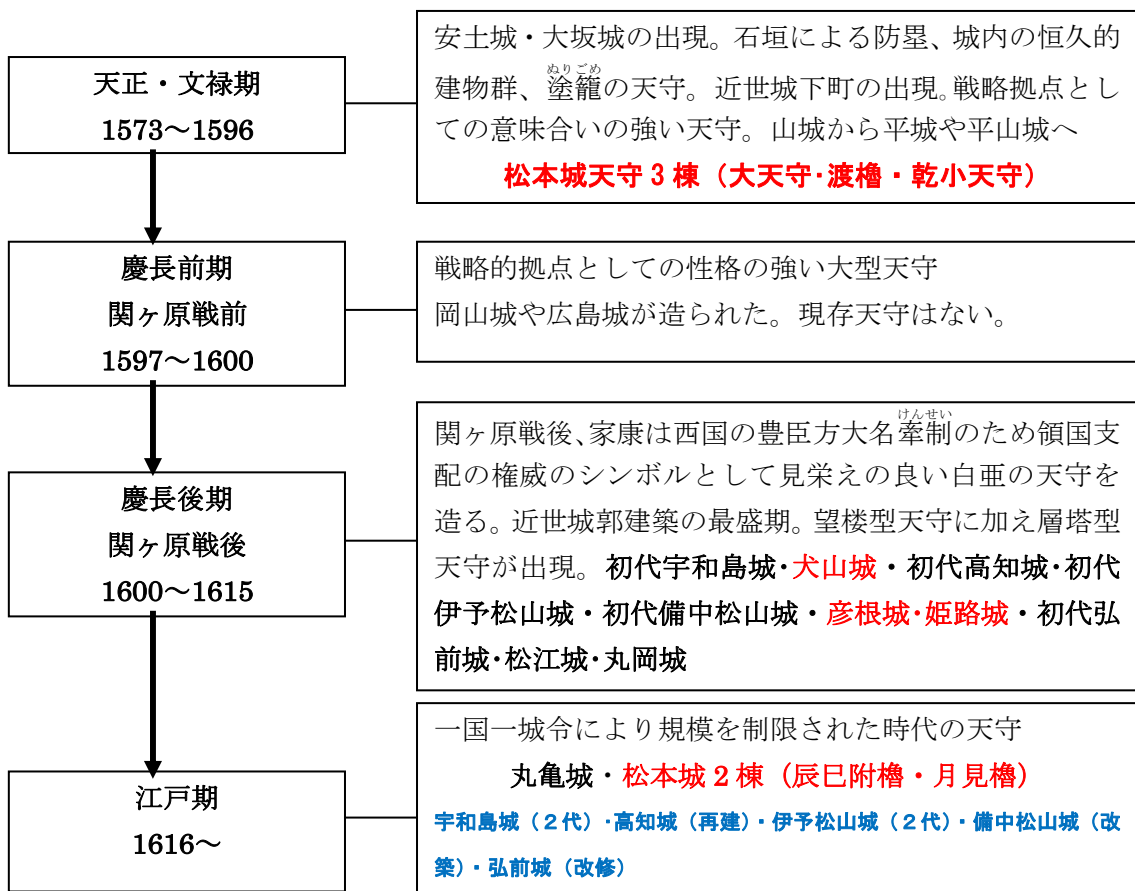 天正・文禄期
1573～1596
安土城・大坂城の出現。石垣による防塁、城内の恒久的
建物群、塗籠の天守。近世城下町の出現。戦略拠点とし
ぬりごめ
ての意味合いの強い天守。山城から平城や平山城へ
松本城天守3棟（大天守・渡櫓・乾小天守）
慶長前期
関ヶ原戦前
1597～1600
戦略的拠点としての性格の強い大型天守
岡山城や広島城が造られた。現存天守はない。
慶長後期
関ヶ原戦後
1600～1615
けんせい
関ヶ原戦後、家康は西国の豊臣方大名牽制のため領国支
配の権威のシンボルとして見栄えの良い白亜の天守を
造る。近世城郭建築の最盛期。望楼型天守に加え層塔型
天守が出現。初代宇和島城・犬山城・初代高知城・初代
伊予松山城・初代備中松山城・彦根城・姫路城・初代弘
前城・松江城・丸岡城
江戸期
1616～
一国一城令により規模を制限された時代の天守
丸亀城・松本城2棟（辰巳附櫓・月見櫓）
宇和島城（２代）・高知城（再建）・伊予松山城（２代）・備中松山城（改
築）・弘前城（改修）